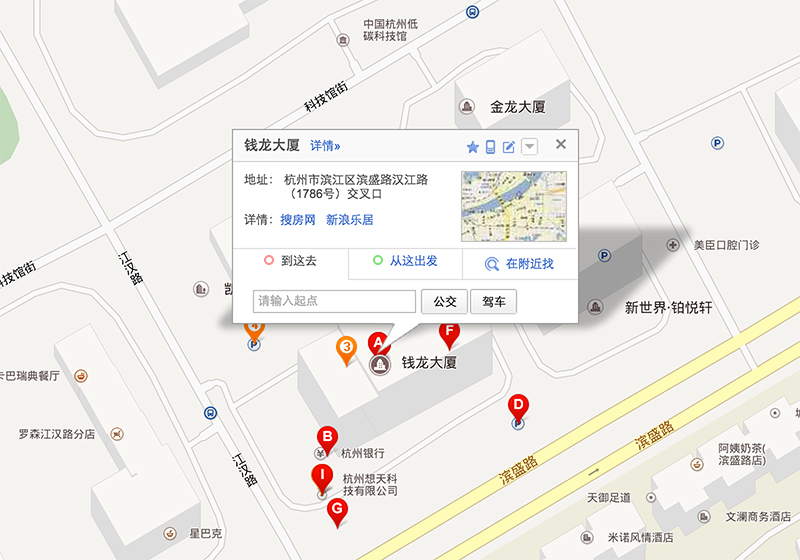 中国杭州低
碳科技馆
科技馆街
金龙大厦
P
钱龙大厦 详情»
地址: 杭州市滨江区滨盛路汉江路
（1786号）交叉口
详情: 搜房网 新浪乐居
到这去
从这出发
在附近找
请输入起点
公交
驾车
美臣口腔门诊
P
新世界·铂悦轩
江汉路
科技馆街
凯
4
P
3
A
F
钱龙大厦
卡巴瑞典餐厅
D
P
罗森江汉路分店
B
¥
杭州银行
I
杭州想天科
技有限公司
G
江汉路
星巴克
滨盛路
滨盛路
阿姨奶茶(
滨盛路店)
天御足道
文澜商务酒店
米诺风情酒店